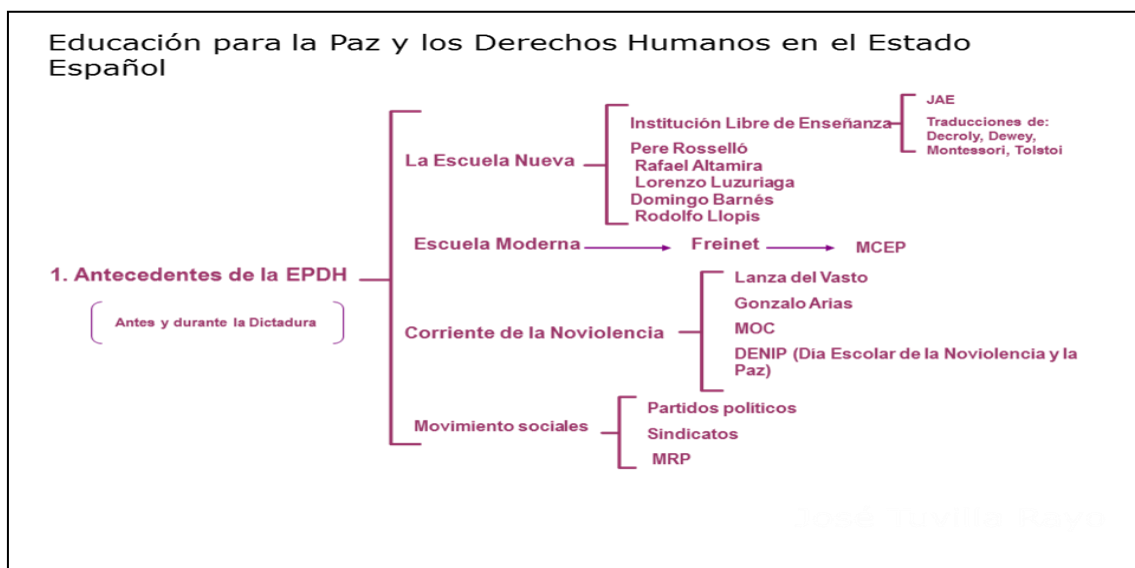 Educación para la Paz y los Derechos Humanos en el Estado
Español
1. Antecedentes de la EPDH
Antes y durante la Dictadura
La Escuela Nueva
Institución Libre de Enseñanza
JAE
Traducciones de:
Decroly, Dewey,
Montessori, Tolstoi
Pere Rosselló
Rafael Altamira
Lorenzo Luzuriaga
Domingo Barnés
Rodolfo Llopis
Escuela Moderna
Freinet
MCEP
Corriente de la Noviolencia
Lanza del Vasto
Gonzalo Arias
MOC
DENIP (Día Escolar de la Noviolencia y la
Paz)
Movimiento sociales
Partidos políticos
Sindicatos
MRP